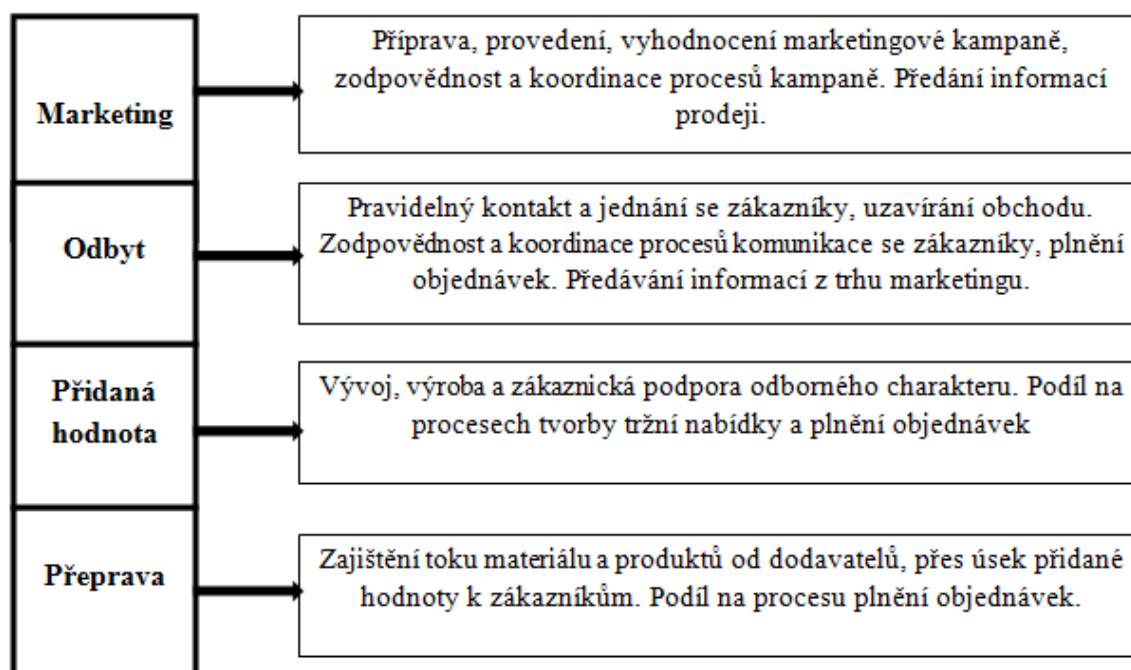 Marketing
Příprava, provedení, vyhodnocení marketingové kampaně,
zodpovědnost a koordinace procesů kampaně. Předání informací
prodeji.
Odbyt
Pravidelný kontakt a jednání se zákazníky, uzavírání obchodu.
Zodpovědnost a koordinace procesů komunikace se zákazníky, plnění
objednávek. Předávání informací z trhu marketingu.
Přidaná
hodnota
Vývoj, výroba a zákaznická podpora odborného charakteru. Podíl na
procesech tvorby tržní nabídky a plnění objednávek
Přeprava
Zajištění toku materiálu a produktů od dodavatelů, přes úsek přidané
hodnoty k zákazníkům. Podíl na procesu plnění objednávek.